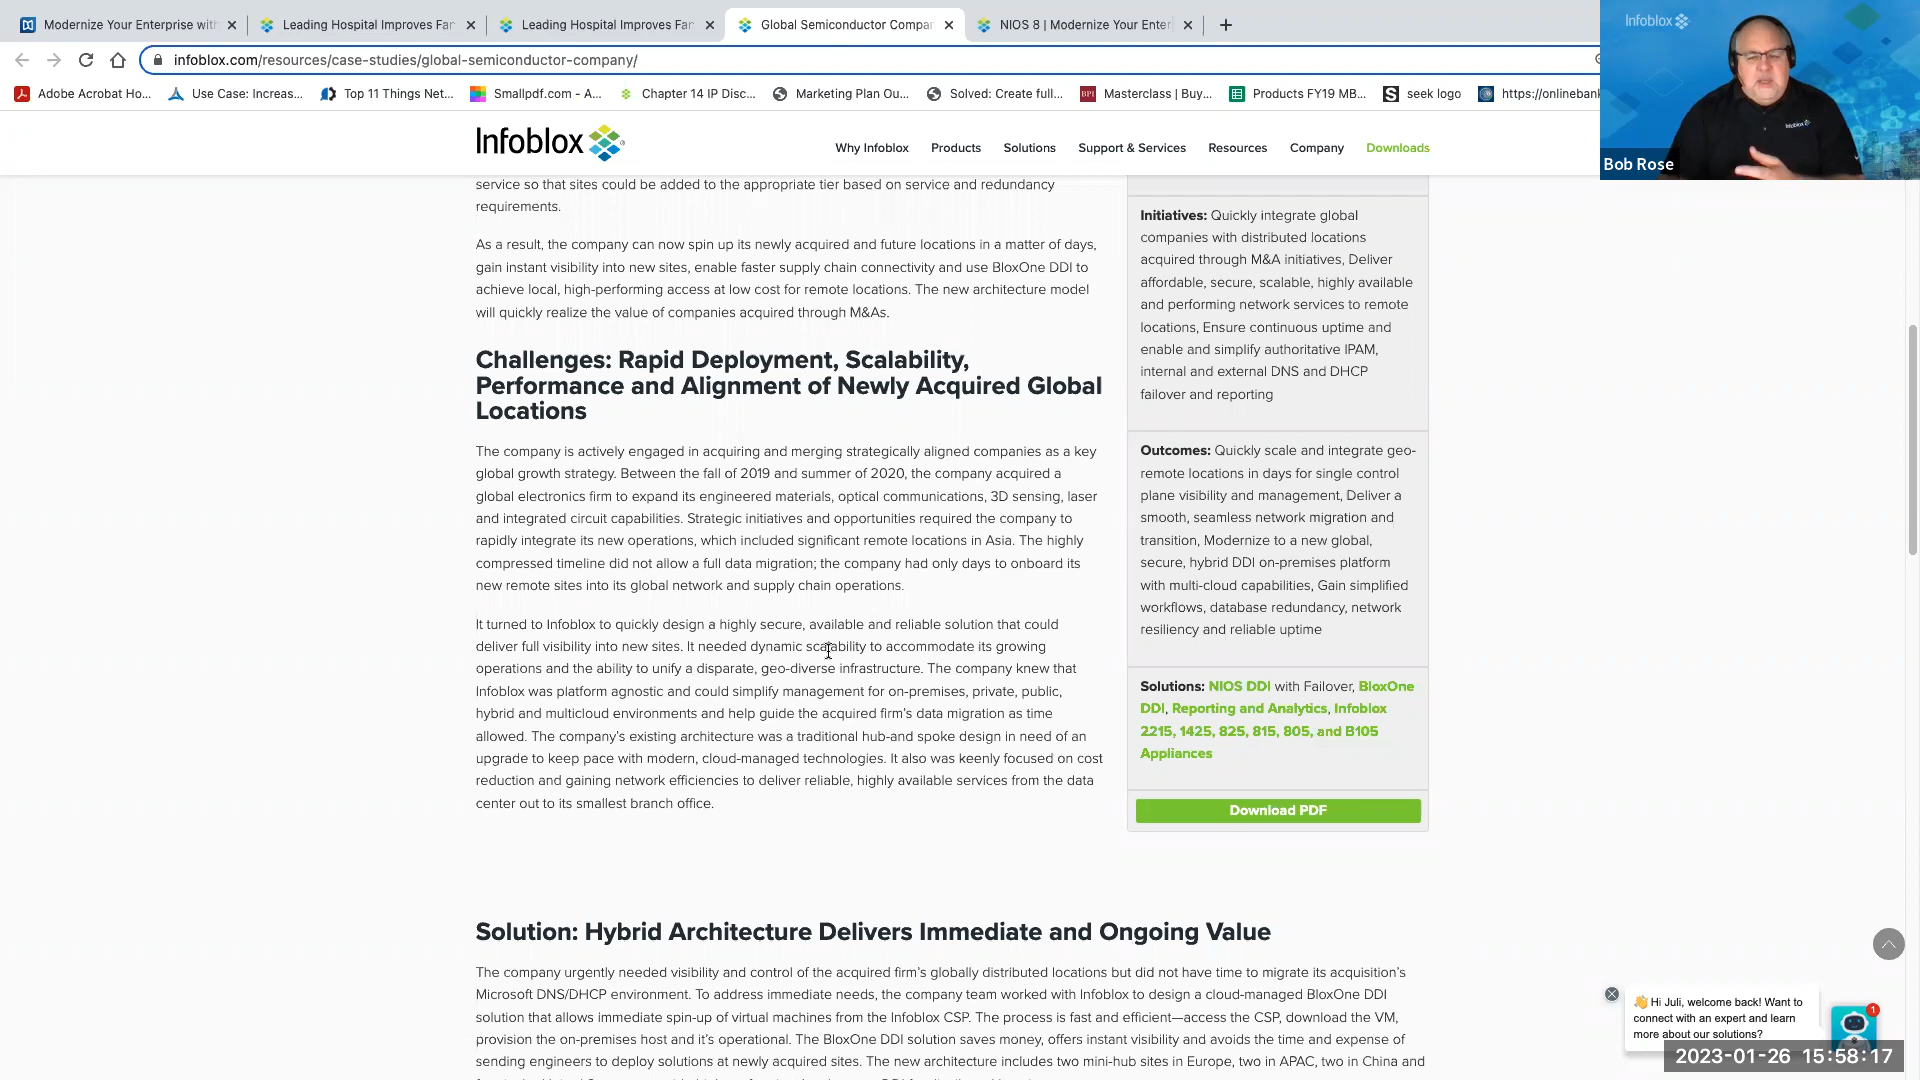 Modernize Your Enterprise with
Leading Hospital Improves Fan
Leading Hospital Improves Fan
Global Semiconductor Compan
NIOS 8 | Modernize Your Enter
infoblox.com/resources/case-studies/global-semiconductor-company/
Adobe Acrobat Ho...
Use Case: Increas...
Top 11 Things Net...
Smallpdf.com - A...
Chapter 14 IP Disc...
Marketing Plan Ou...
Solved: Create full...
BPI
Masterclass | Buy...
Products FY19 MB...
seek logo
https://onlinebank
Infoblox
Bob Rose
Infoblox
Why Infoblox
Products
Solutions
Support & Services
Resources
Company
Downloads
service so that sites could be added to the appropriate tier based on service and redundancy
requirements.
As a result, the company can now spin up its newly acquired and future locations in a matter of days,
gain instant visibility into new sites, enable faster supply chain connectivity and use BloxOne DDI to
achieve local, high-performing access at low cost for remote locations. The new architecture model
will quickly realize the value of companies acquired through M&As.
Challenges: Rapid Deployment, Scalability,
Performance and Alignment of Newly Acquired Global
Locations
The company is actively engaged in acquiring and merging strategically aligned companies as a key
global growth strategy. Between the fall of 2019 and summer of 2020, the company acquired a
global electronics firm to expand its engineered materials, optical communications, 3D sensing, laser
and integrated circuit capabilities. Strategic initiatives and opportunities required the company to
rapidly integrate its new operations, which included significant remote locations in Asia. The highly
compressed timeline did not allow a full data migration; the company had only days to onboard its
new remote sites into its global network and supply chain operations.
It turned to Infoblox to quickly design a highly secure, available and reliable solution that could
deliver full visibility into new sites. It needed dynamic scalability to accommodate its growing
operations and the ability to unify a disparate, geo-diverse infrastructure. The company knew that
Infoblox was platform agnostic and could simplify management for on-premises, private, public,
hybrid and multicloud environments and help guide the acquired firm's data migration as time
allowed. The company's existing architecture was a traditional hub-and spoke design in need of an
upgrade to keep pace with modern, cloud-managed technologies. It also was keenly focused on cost
reduction and gaining network efficiencies to deliver reliable, highly available services from the data
center out to its smallest branch office.
Initiatives: Quickly integrate global
companies with distributed locations
acquired through M&A initiatives, Deliver
affordable, secure, scalable, highly available
and performing network services to remote
locations, Ensure continuous uptime and
enable and simplify authoritative IPAM,
internal and external DNS and DHCP
failover and reporting
Outcomes: Quickly scale and integrate geo-
remote locations in days for single control
plane visibility and management, Deliver a
smooth, seamless network migration and
transition, Modernize to a new global,
secure, hybrid DDI on-premises platform
with multi-cloud capabilities, Gain simplified
workflows, database redundancy, network
resiliency and reliable uptime
Solutions: NIOS DDI with Failover, BloxOne
DDI, Reporting and Analytics, Infoblox
2215, 1425, 825, 815, 805, and B105
Appliances
Download PDF
Solution: Hybrid Architecture Delivers Immediate and Ongoing Value
The company urgently needed visibility and control of the acquired firm's globally distributed locations but did not have time to migrate its acquisition's
Microsoft DNS/DHCP environment. To address immediate needs, the company team worked with Infoblox to design a cloud-managed BloxOne DDI
solution that allows immediate spin-up of virtual machines from the Infoblox CSP. The process is fast and efficient—access the CSP, download the VM,
provision the on-premises host and it's operational. The BloxOne DDI solution saves money, offers instant visibility and avoids the time and expense of
sending engineers to deploy solutions at newly acquired sites. The new architecture includes two mini-hub sites in Europe, two in APAC, two in China and
👋 Hi Juli, welcome back! Want to
connect with an expert and learn
more about our solutions?
1
2023-01-26 15:58:17